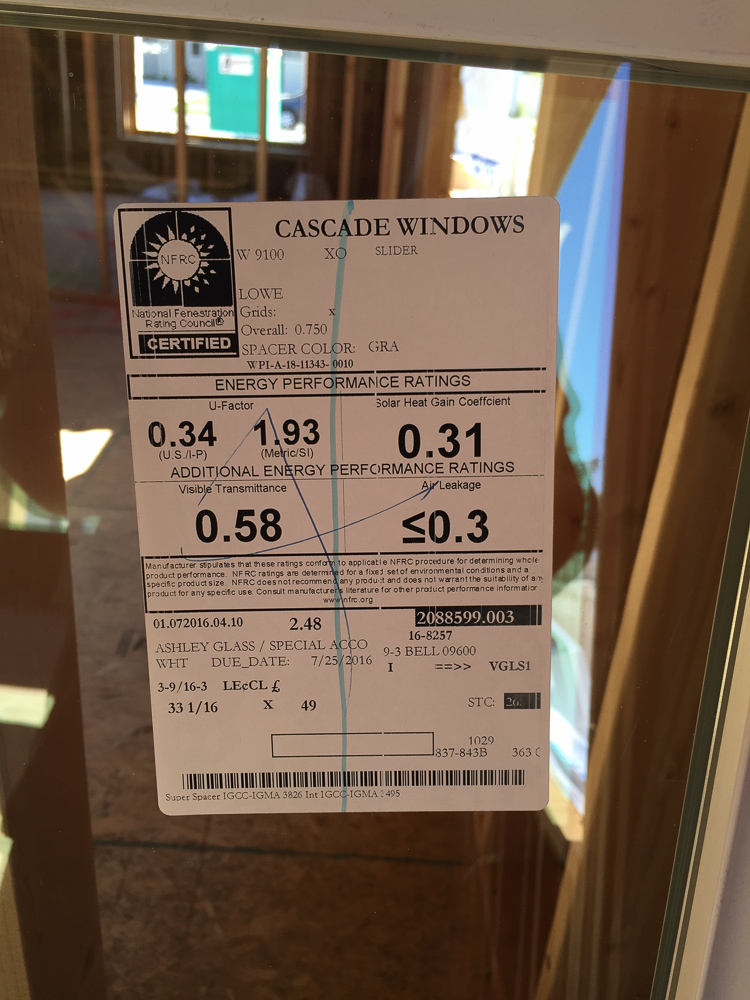 CASCADE WINDOWS
W 9100 XO SLIDER
NFRC
National Fenestration
Rating Council®
CERTIFIED
LOWE
Grids: x
Overall: 0.750
SPACER COLOR: GRA
WPI-A-18-11343- 0010
ENERGY PERFORMANCE RATINGS
U-Factor Solar Heat Gain Coeffcient
0.34 1.93 0.31
(U.S./I-P) (Metric/SI)
ADDITIONAL ENERGY PERFORMANCE RATINGS
Visible Transmittance Air Leakage
0.58 ≤0.3
Manufacturer stipulates that these ratings conform to applicable NFRC procedure for determining whole
product performance. NFRC ratings are determined for a fixed set of environmental conditions and a
specific product size. NFRC does not recommend any product and does not warrant the suitability of any
product for any specific use. Consult manufacturers literature for other product performance information
www.nfrc.org
01.072016.04.10 2.48 2088599.003
16-8257
ASHLEY GLASS / SPECIAL ACCO 9-3 BELL 09600
WHT DUE_DATE: 7/25/2016 I ==>> VGLS1
3-9/16-3 LEeCL £
33 1/16 X 49 STC: 26
1029
837-843B 363
Super Spacer IGCC-IGMA 3826 Int IGCC-IGMA 3495